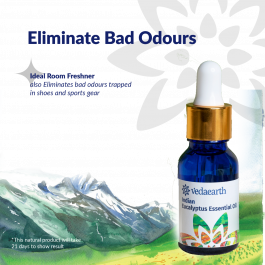 Eliminate Bad Odours
Ideal Room Freshner
also Eliminates bad odours trapped
in shoes and sports gear
vedaearth
Indian
Eucalyptus Essential Oil
*This natural product will take
21 days to show result